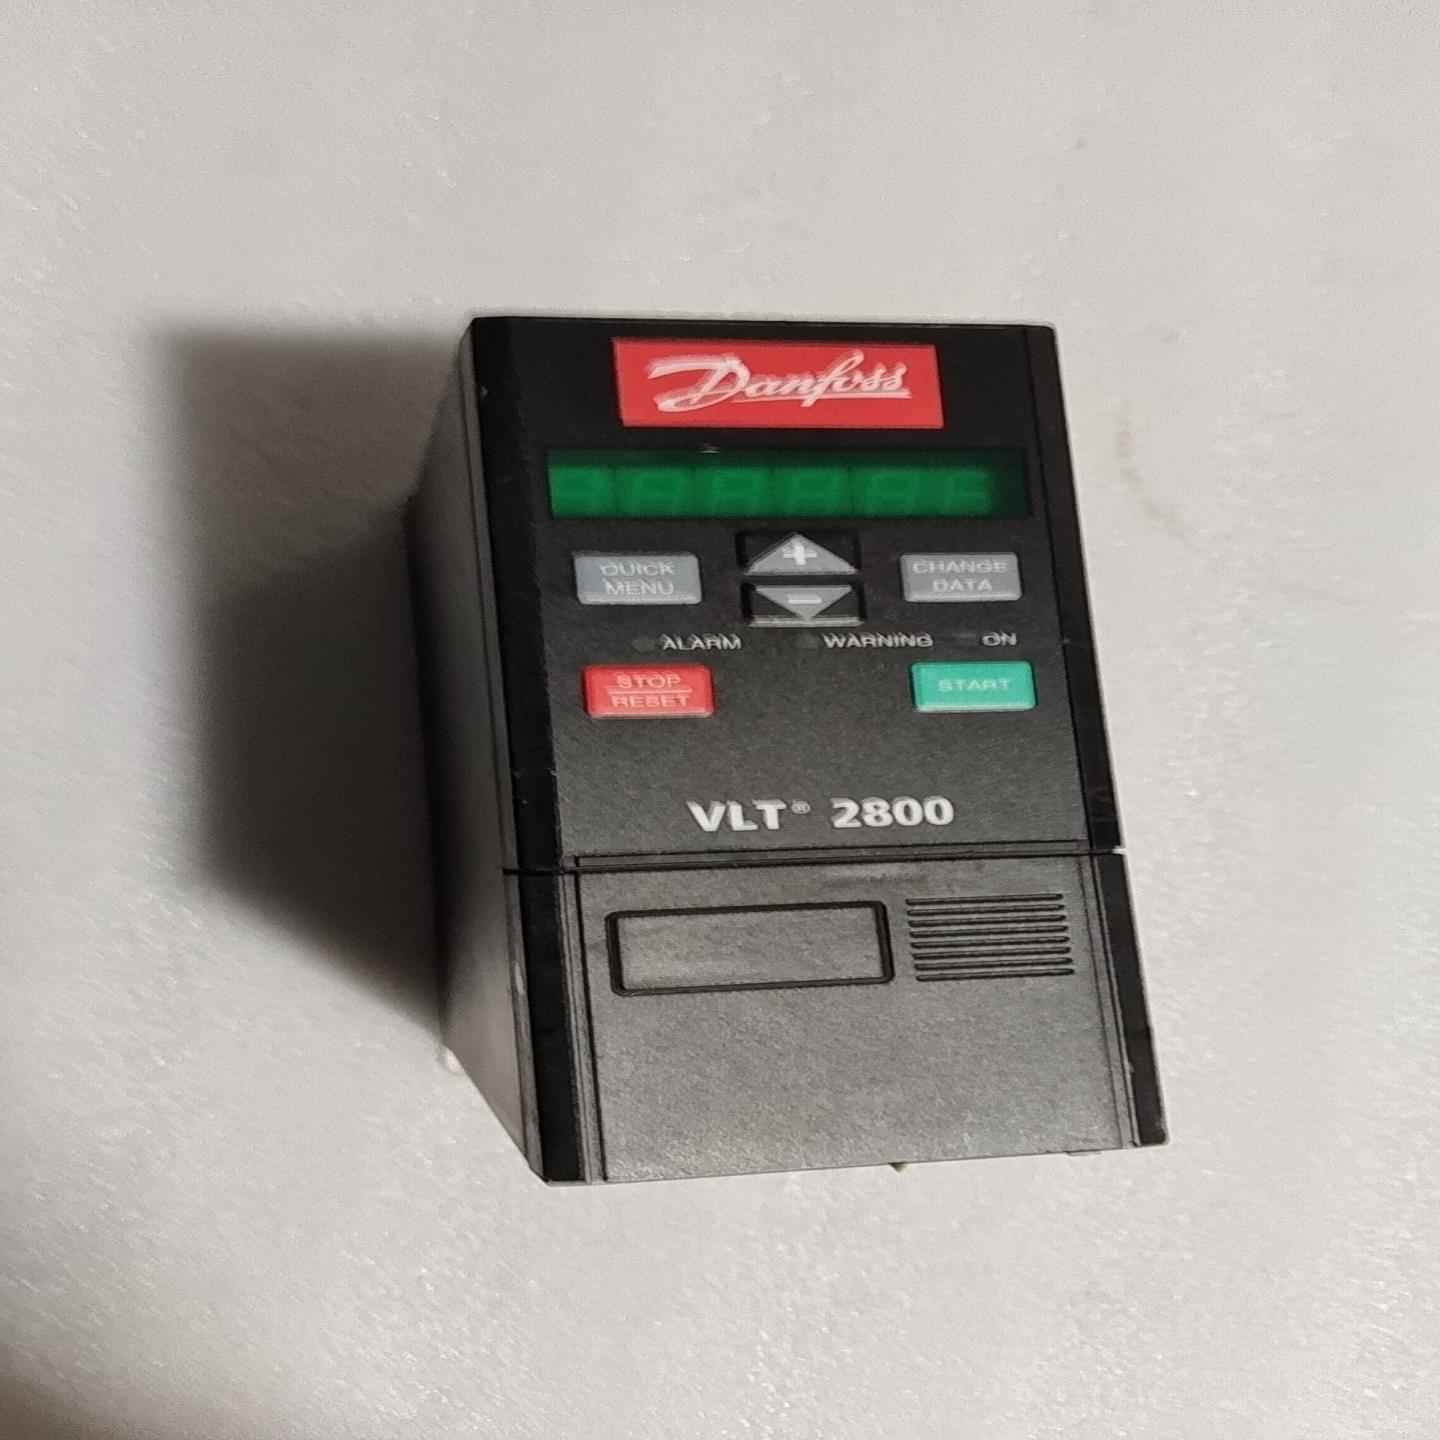 Danfoss
QUICK
MENU
+
-
CHANGE
DATA
ALARM
WARNING
ON
STOP
RESET
START
VLT® 2800